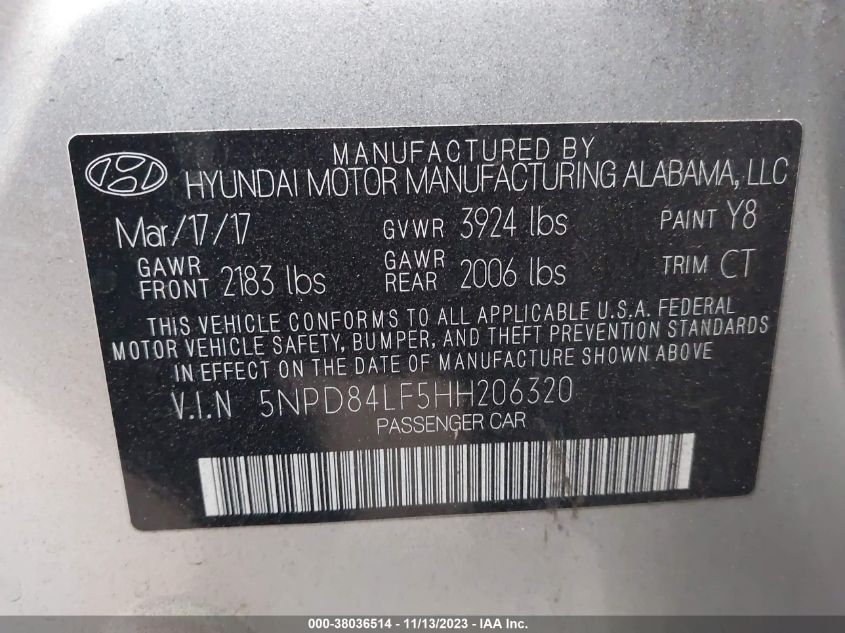 MANUFACTURED BY
HYUNDAI MOTOR MANUFACTURING ALABAMA, LLC
Mar/17/17 GVWR 3924 lbs PAINT Y8
GAWR FRONT 2183 lbs GAWR REAR 2006 lbs TRIM CT
THIS VEHICLE CONFORMS TO ALL APPLICABLE U.S.A. FEDERAL
MOTOR VEHICLE SAFETY, BUMPER, AND THEFT PREVENTION STANDARDS
IN EFFECT ON THE DATE OF MANUFACTURE SHOWN ABOVE
V.I.N 5NPD84LF5HH206320
PASSENGER CAR
000-38036514 - 11/13/2023 - IAA Inc.